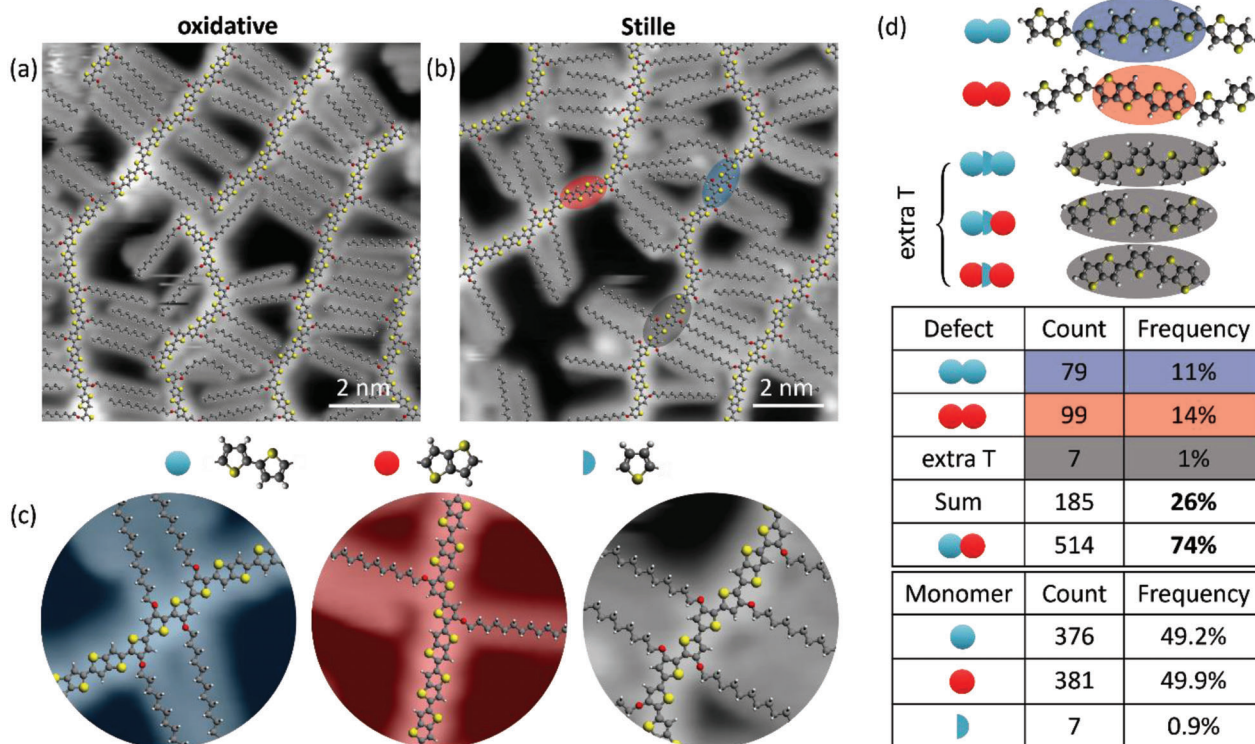 oxidative
Stille
(a)
(b)
2 nm
2 nm
(c)
(d)
extra T
Defect Count Frequency
79 11%
99 14%
extra T 7 1%
Sum 185 26%
514 74%
Monomer Count Frequency
376 49.2%
381 49.9%
7 0.9%